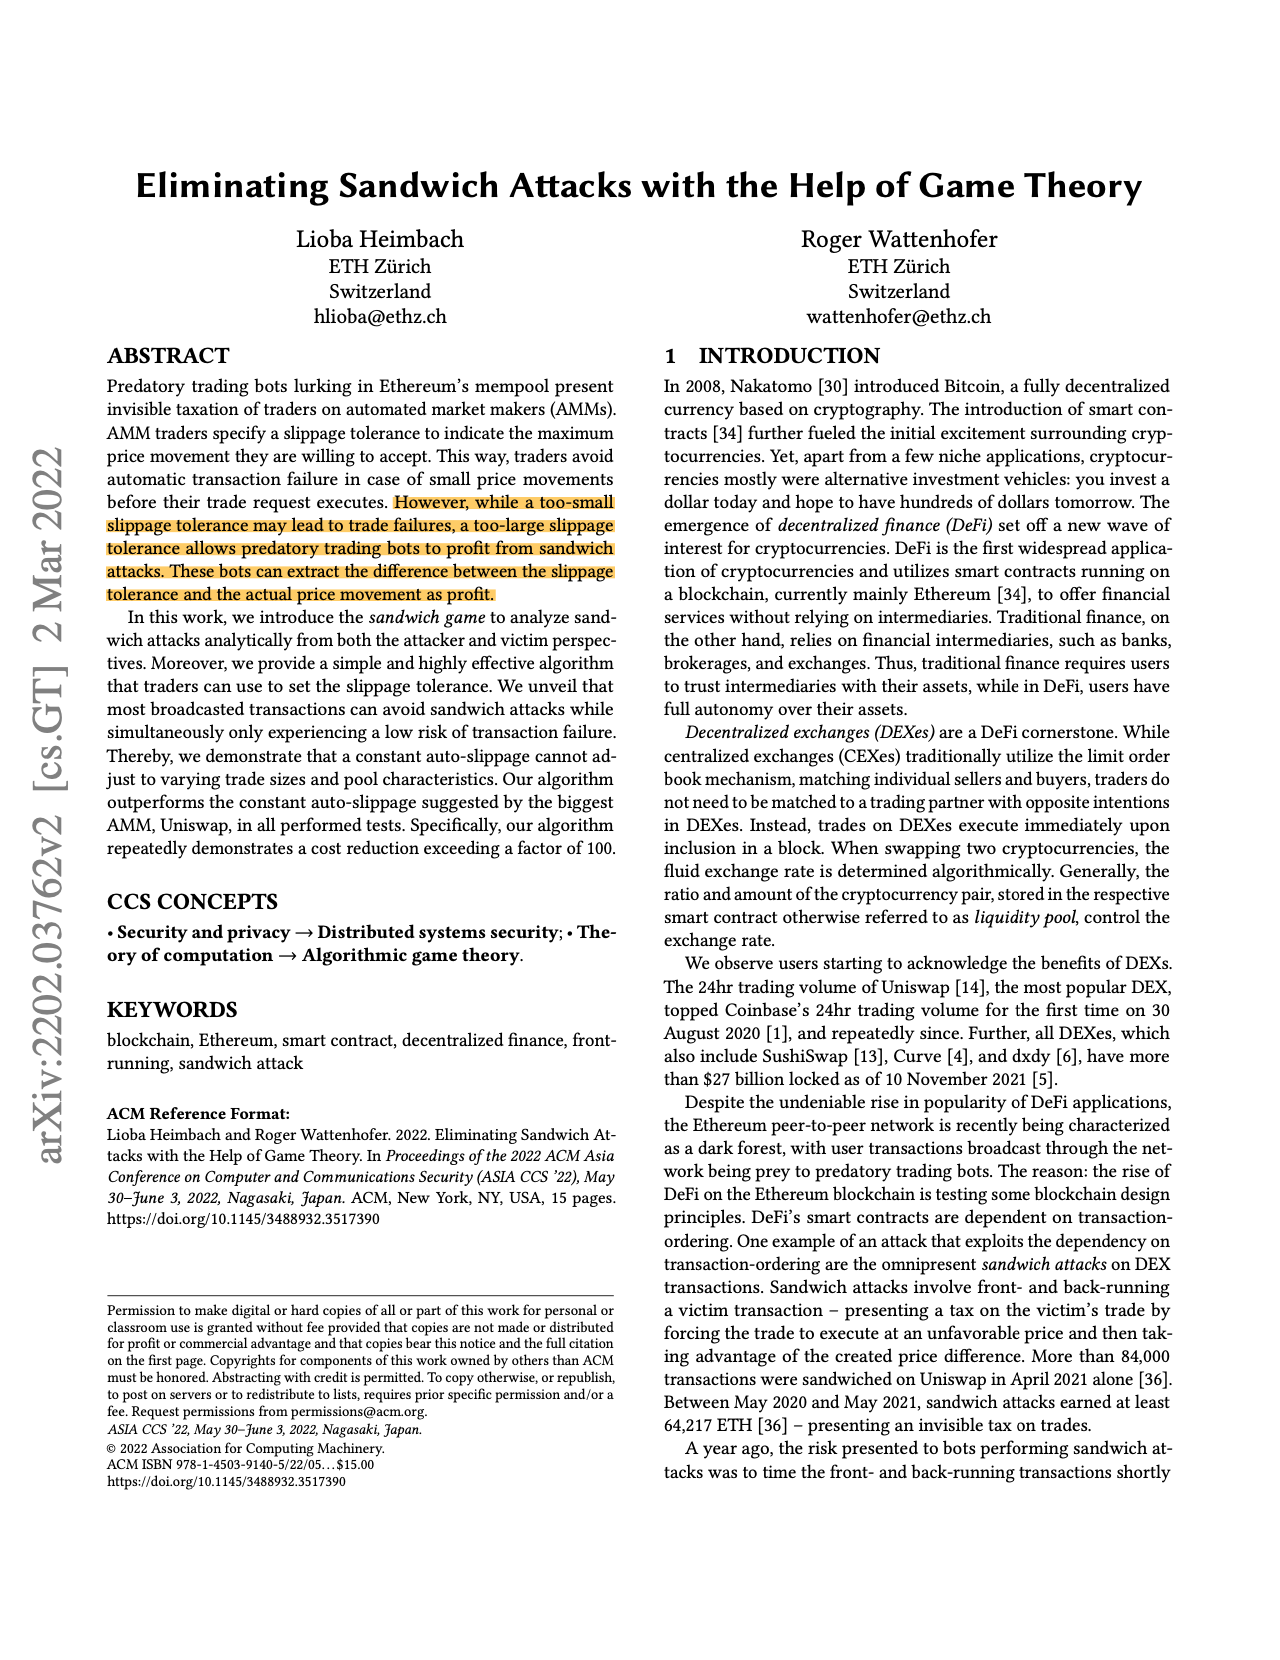 Eliminating Sandwich Attacks with the Help of Game Theory
Lioba Heimbach
ETH Zürich
Switzerland
hlioba@ethz.ch
Roger Wattenhofer
ETH Zürich
Switzerland
wattenhofer@ethz.ch
arXiv:2202.03762v2 [cs.GT] 2 Mar 2022
ABSTRACT
Predatory trading bots lurking in Ethereum's mempool present
invisible taxation of traders on automated market makers (AMMs).
AMM traders specify a slippage tolerance to indicate the maximum
price movement they are willing to accept. This way, traders avoid
automatic transaction failure in case of small price movements
before their trade request executes. However, while a too-small
slippage tolerance may lead to trade failures, a too-large slippage
tolerance allows predatory trading bots to profit from sandwich
attacks. These bots can extract the difference between the slippage
tolerance and the actual price movement as profit.
In this work, we introduce the sandwich game to analyze sand-
wich attacks analytically from both the attacker and victim perspec-
tives. Moreover, we provide a simple and highly effective algorithm
that traders can use to set the slippage tolerance. We unveil that
most broadcasted transactions can avoid sandwich attacks while
simultaneously only experiencing a low risk of transaction failure.
Thereby, we demonstrate that a constant auto-slippage cannot ad-
just to varying trade sizes and pool characteristics. Our algorithm
outperforms the constant auto-slippage suggested by the biggest
AMM, Uniswap, in all performed tests. Specifically, our algorithm
repeatedly demonstrates a cost reduction exceeding a factor of 100.
CCS CONCEPTS
• Security and privacy → Distributed systems security; • The-
ory of computation → Algorithmic game theory.
KEYWORDS
blockchain, Ethereum, smart contract, decentralized finance, front-
running, sandwich attack
ACM Reference Format:
Lioba Heimbach and Roger Wattenhofer. 2022. Eliminating Sandwich At-
tacks with the Help of Game Theory. In Proceedings of the 2022 ACM Asia
Conference on Computer and Communications Security (ASIA CCS '22), May
30–June 3, 2022, Nagasaki, Japan. ACM, New York, NY, USA, 15 pages.
https://doi.org/10.1145/3488932.3517390
Permission to make digital or hard copies of all or part of this work for personal or
classroom use is granted without fee provided that copies are not made or distributed
for profit or commercial advantage and that copies bear this notice and the full citation
on the first page. Copyrights for components of this work owned by others than ACM
must be honored. Abstracting with credit is permitted. To copy otherwise, or republish,
to post on servers or to redistribute to lists, requires prior specific permission and/or a
fee. Request permissions from permissions@acm.org.
ASIA CCS '22, May 30–June 3, 2022, Nagasaki, Japan.
© 2022 Association for Computing Machinery.
ACM ISBN 978-1-4503-9140-5/22/05...$15.00
https://doi.org/10.1145/3488932.3517390
1 INTRODUCTION
In 2008, Nakatomo [30] introduced Bitcoin, a fully decentralized
currency based on cryptography. The introduction of smart con-
tracts [34] further fueled the initial excitement surrounding cryp-
tocurrencies. Yet, apart from a few niche applications, cryptocur-
rencies mostly were alternative investment vehicles: you invest a
dollar today and hope to have hundreds of dollars tomorrow. The
emergence of decentralized finance (DeFi) set off a new wave of
interest for cryptocurrencies. DeFi is the first widespread applica-
tion of cryptocurrencies and utilizes smart contracts running on
a blockchain, currently mainly Ethereum [34], to offer financial
services without relying on intermediaries. Traditional finance, on
the other hand, relies on financial intermediaries, such as banks,
brokerages, and exchanges. Thus, traditional finance requires users
to trust intermediaries with their assets, while in DeFi, users have
full autonomy over their assets.
Decentralized exchanges (DEXes) are a DeFi cornerstone. While
centralized exchanges (CEXes) traditionally utilize the limit order
book mechanism, matching individual sellers and buyers, traders do
not need to be matched to a trading partner with opposite intentions
in DEXes. Instead, trades on DEXes execute immediately upon
inclusion in a block. When swapping two cryptocurrencies, the
fluid exchange rate is determined algorithmically. Generally, the
ratio and amount of the cryptocurrency pair, stored in the respective
smart contract otherwise referred to as liquidity pool, control the
exchange rate.
We observe users starting to acknowledge the benefits of DEXs.
The 24hr trading volume of Uniswap [14], the most popular DEX,
topped Coinbase's 24hr trading volume for the first time on 30
August 2020 [1], and repeatedly since. Further, all DEXes, which
also include SushiSwap [13], Curve [4], and dxdy [6], have more
than $27 billion locked as of 10 November 2021 [5].
Despite the undeniable rise in popularity of DeFi applications,
the Ethereum peer-to-peer network is recently being characterized
as a dark forest, with user transactions broadcast through the net-
work being prey to predatory trading bots. The reason: the rise of
DeFi on the Ethereum blockchain is testing some blockchain design
principles. DeFi's smart contracts are dependent on transaction-
ordering. One example of an attack that exploits the dependency on
transaction-ordering are the omnipresent sandwich attacks on DEX
transactions. Sandwich attacks involve front- and back-running
a victim transaction – presenting a tax on the victim's trade by
forcing the trade to execute at an unfavorable price and then tak-
ing advantage of the created price difference. More than 84,000
transactions were sandwiched on Uniswap in April 2021 alone [36].
Between May 2020 and May 2021, sandwich attacks earned at least
64,217 ETH [36] – presenting an invisible tax on trades.
A year ago, the risk presented to bots performing sandwich at-
tacks was to time the front- and back-running transactions shortly